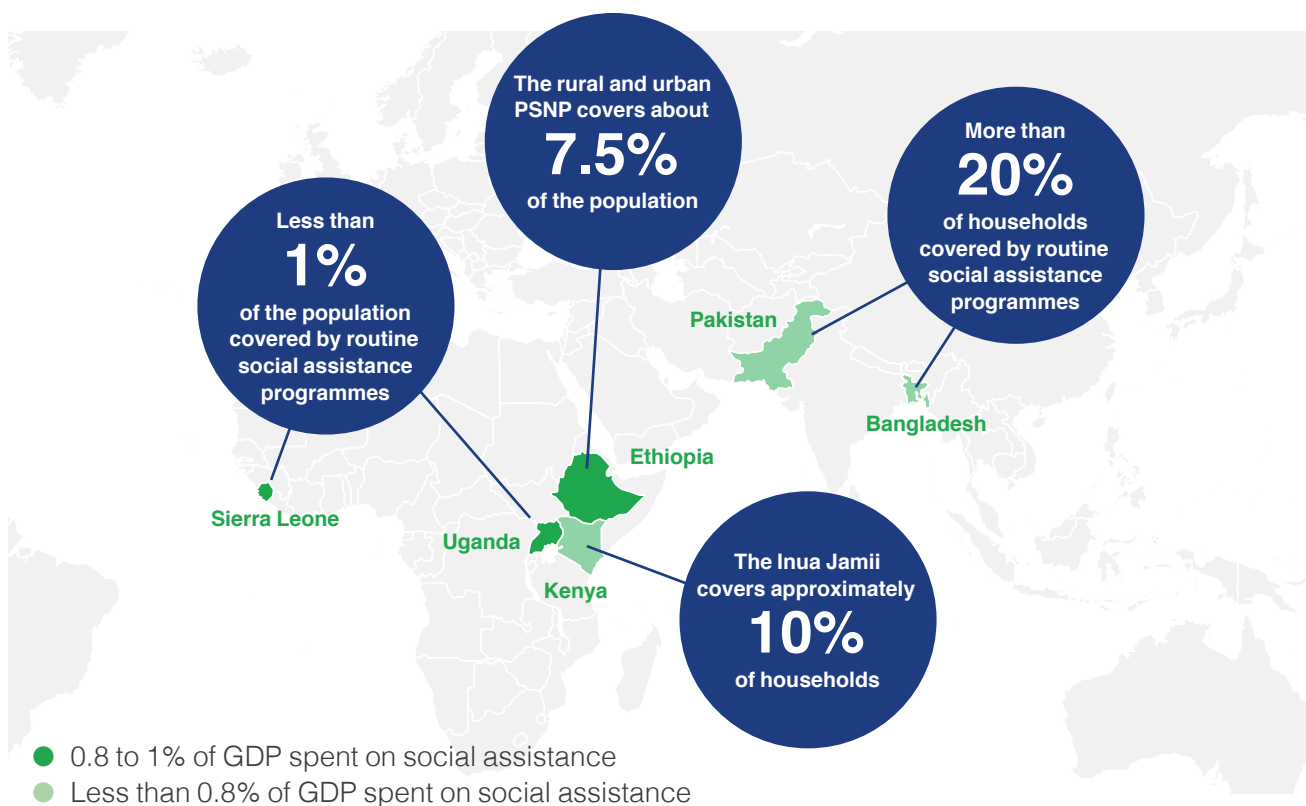 The rural and urban
PSNP covers about
7.5%
of the population
More than
20%
of households
covered by routine
social assistance
programmes
Less than
1%
of the population
covered by routine
social assistance
programmes
Pakistan
Bangladesh
Ethiopia
Sierra Leone
Uganda
Kenya
The Inua Jamii
covers approximately
10%
of households
0.8 to 1% of GDP spent on social assistance
Less than 0.8% of GDP spent on social assistance